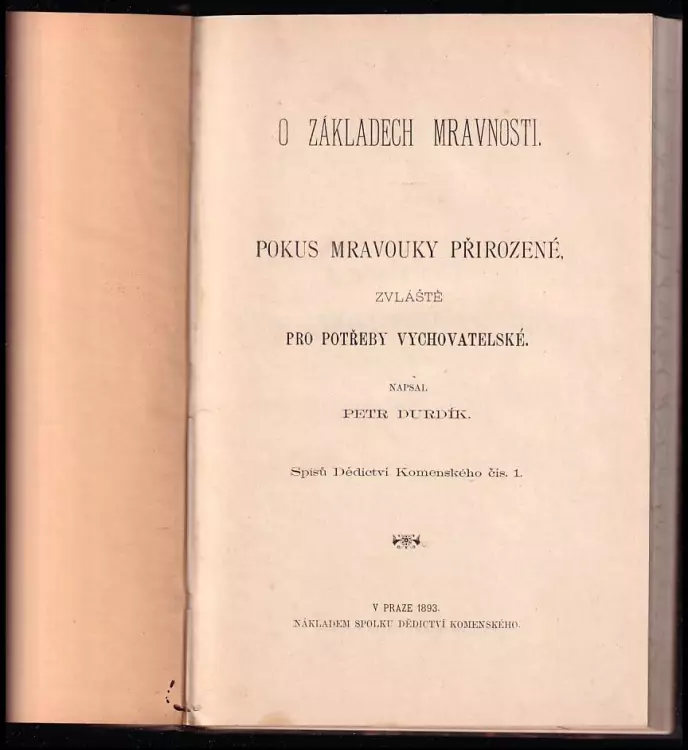 O ZÁKLADECH MRAVNOSTI.
POKUS MRAVOUKY PŘIROZENÉ,
ZVLÁŠTĚ
PRO POTŘEBY VYCHOVATELSKÉ.
NAPSAL
PETR DURDÍK.
Spisů Dědictví Komenského čís. 1.
V PRAZE 1893.
NÁKLADEM SPOLKU DĚDICTVÍ KOMENSKÉHO.